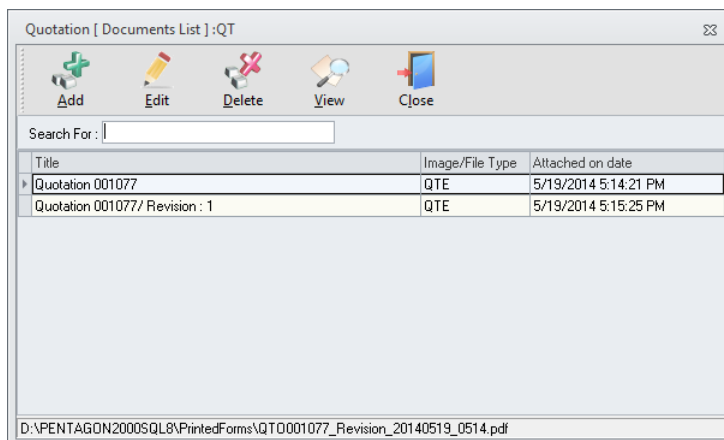 Quotation [ Documents List ] :QT
Add Edit Delete View Close
Search For :
Title Image/File Type Attached on date
Quotation 001077 QTE 5/19/2014 5:14:21 PM
Quotation 001077/ Revision : 1 QTE 5/19/2014 5:15:25 PM
D:\PENTAGON2000SQL8\PrintedForms\QTO001077_Revision_20140519_0514.pdf